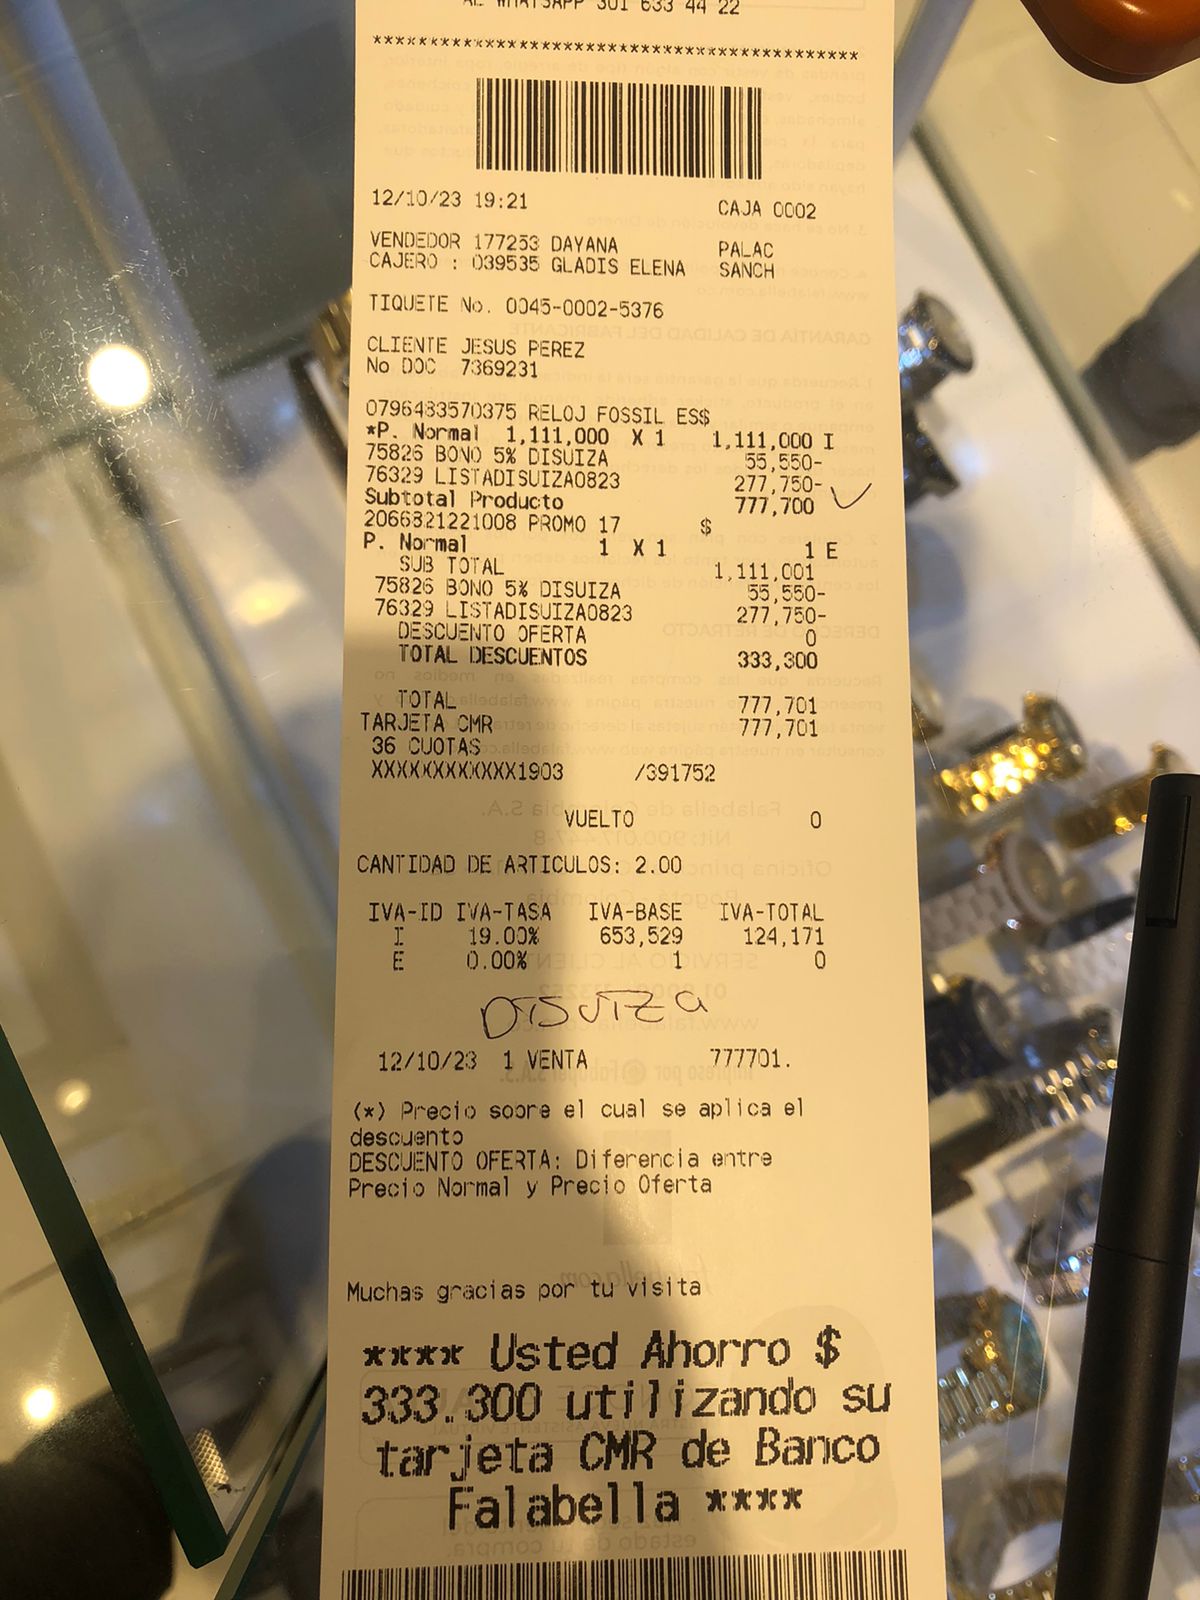 AL WHATSAPP 301 633 44 22
****************************************
12/10/23 19:21 CAJA 0002
VENDEDOR 177253 DAYANA PALAC
CAJERO : 039535 GLADIS ELENA SANCH
TIQUETE No. 0045-0002-5376
CLIENTE JESUS PEREZ
No DOC 7369231
0796483570375 RELOJ FOSSIL ES$
*P. Normal 1,111,000 X 1 1,111,000 I
75826 BONO 5% DISUIZA 55,550-
76329 LISTADISUIZA0823 277,750-
Subtotal Producto 777,700
2066821221008 PROMO 17 $
P. Normal 1 X 1 1 E
SUB TOTAL 1,111,001
75826 BONO 5% DISUIZA 55,550-
76329 LISTADISUIZA0823 277,750-
DESCUENTO OFERTA 0
TOTAL DESCUENTOS 333,300
TOTAL 777,701
TARJETA CMR 777,701
36 CUOTAS
XXXXXXXXXXXX1903 /391752
VUELTO 0
CANTIDAD DE ARTICULOS: 2.00
IVA-ID IVA-TASA IVA-BASE IVA-TOTAL
I 19.00% 653,529 124,171
E 0.00% 1 0
DISUIZA
12/10/23 1 VENTA 777701.
(*) Precio sobre el cual se aplica el
descuento
DESCUENTO OFERTA: Diferencia entre
Precio Normal y Precio Oferta
Muchas gracias por tu visita
**** Usted Ahorro $
333.300 utilizando su
tarjeta CMR de Banco
Falabella ****